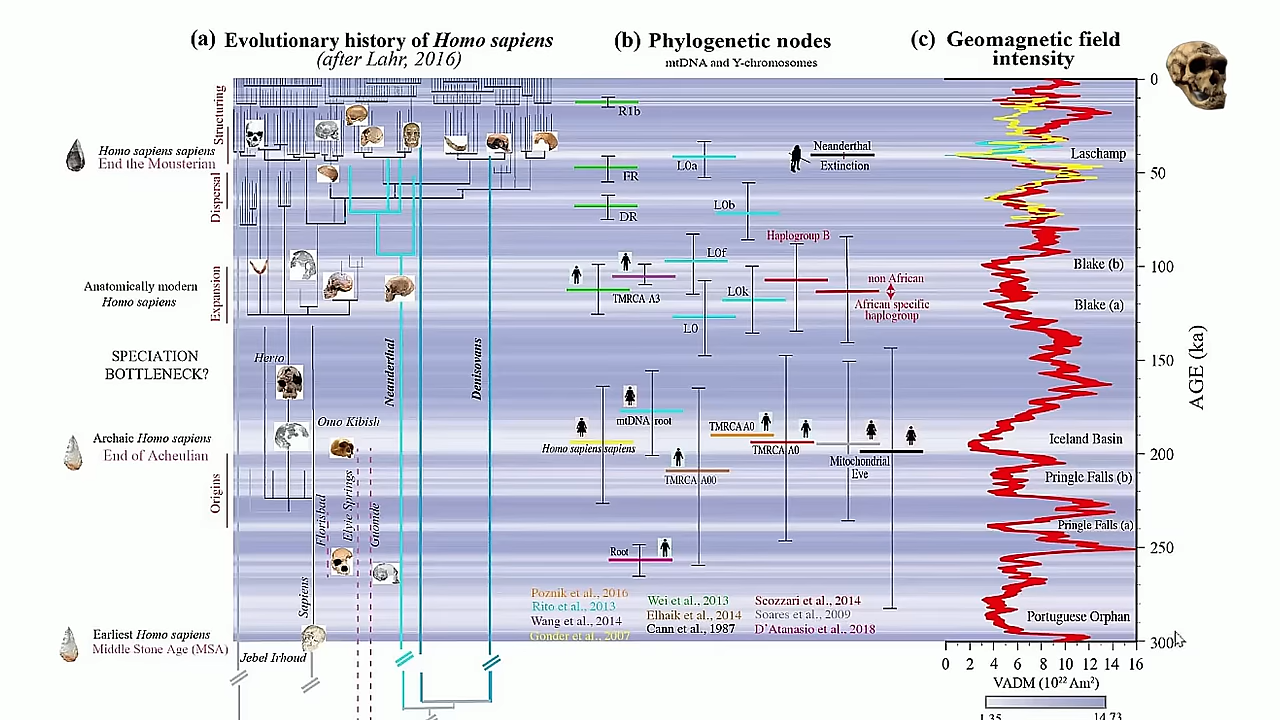 (a) Evolutionary history of Homo sapiens
(after Lahr, 2016)
(b) Phylogenetic nodes
mtDNA and Y-chromosomes
(c) Geomagnetic field
intensity
Structuring
Homo sapiens sapiens
End the Mousterian
Dispersal
Expansion
Anatomically modern
Homo sapiens
SPECIATION
BOTTLENECK?
Archaic Homo sapiens
End of Acheulian
Origins
Earliest Homo sapiens
Middle Stone Age (MSA)
Herto
Omo Kibish
Florisbad
Elyie Springs
Guomde
Sapiens
Jebel Irhoud
Neanderthal
Denisovans
R1b
FR
DR
L0a
Neanderthal
Extinction
L0b
Haplogroup B
L0f
TMRCA A3
L0k
L0
non African
African specific
haplogroup
mtDNA root
Homo sapiens sapiens
TMRCA A0
TMRCA A0
TMRCA A00
Mitochondrial
Eve
Root
Poznik et al., 2016
Rito et al., 2013
Wang et al., 2014
Gonder et al., 2007
Wei et al., 2013
Elhaik et al., 2014
Cann et al., 1987
Scozzari et al., 2014
Soares et al., 2009
D'Atanasio et al., 2018
Laschamp
Blake (b)
Blake (a)
Iceland Basin
Pringle Falls (b)
Pringle Falls (a)
Portuguese Orphan
0
50
100
150
200
250
300
AGE (ka)
0 2 4 6 8 10 12 14 16
VADM (10²² Am²)
1.35 14.73